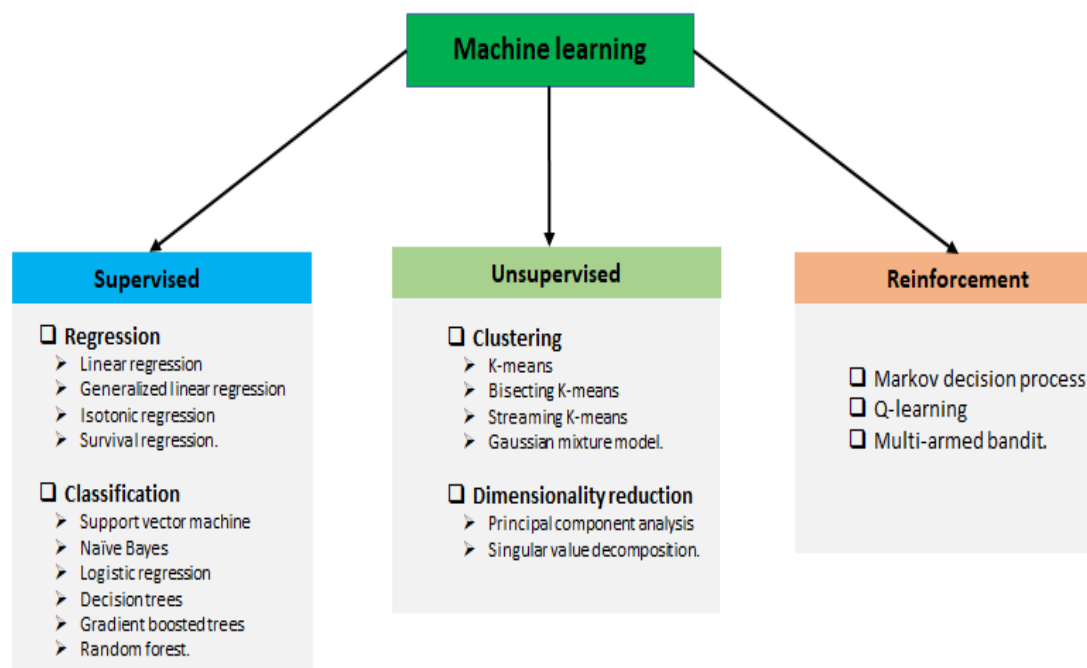 Machine learning
Supervised
Regression
Linear regression
Generalized linear regression
Isotonic regression
Survival regression.
Classification
Support vector machine
Naïve Bayes
Logistic regression
Decision trees
Gradient boosted trees
Random forest.
Unsupervised
Clustering
K-means
Bisecting K-means
Streaming K-means
Gaussian mixture model.
Dimensionality reduction
Principal component analysis
Singular value decomposition.
Reinforcement
Markov decision process
Q-learning
Multi-armed bandit.